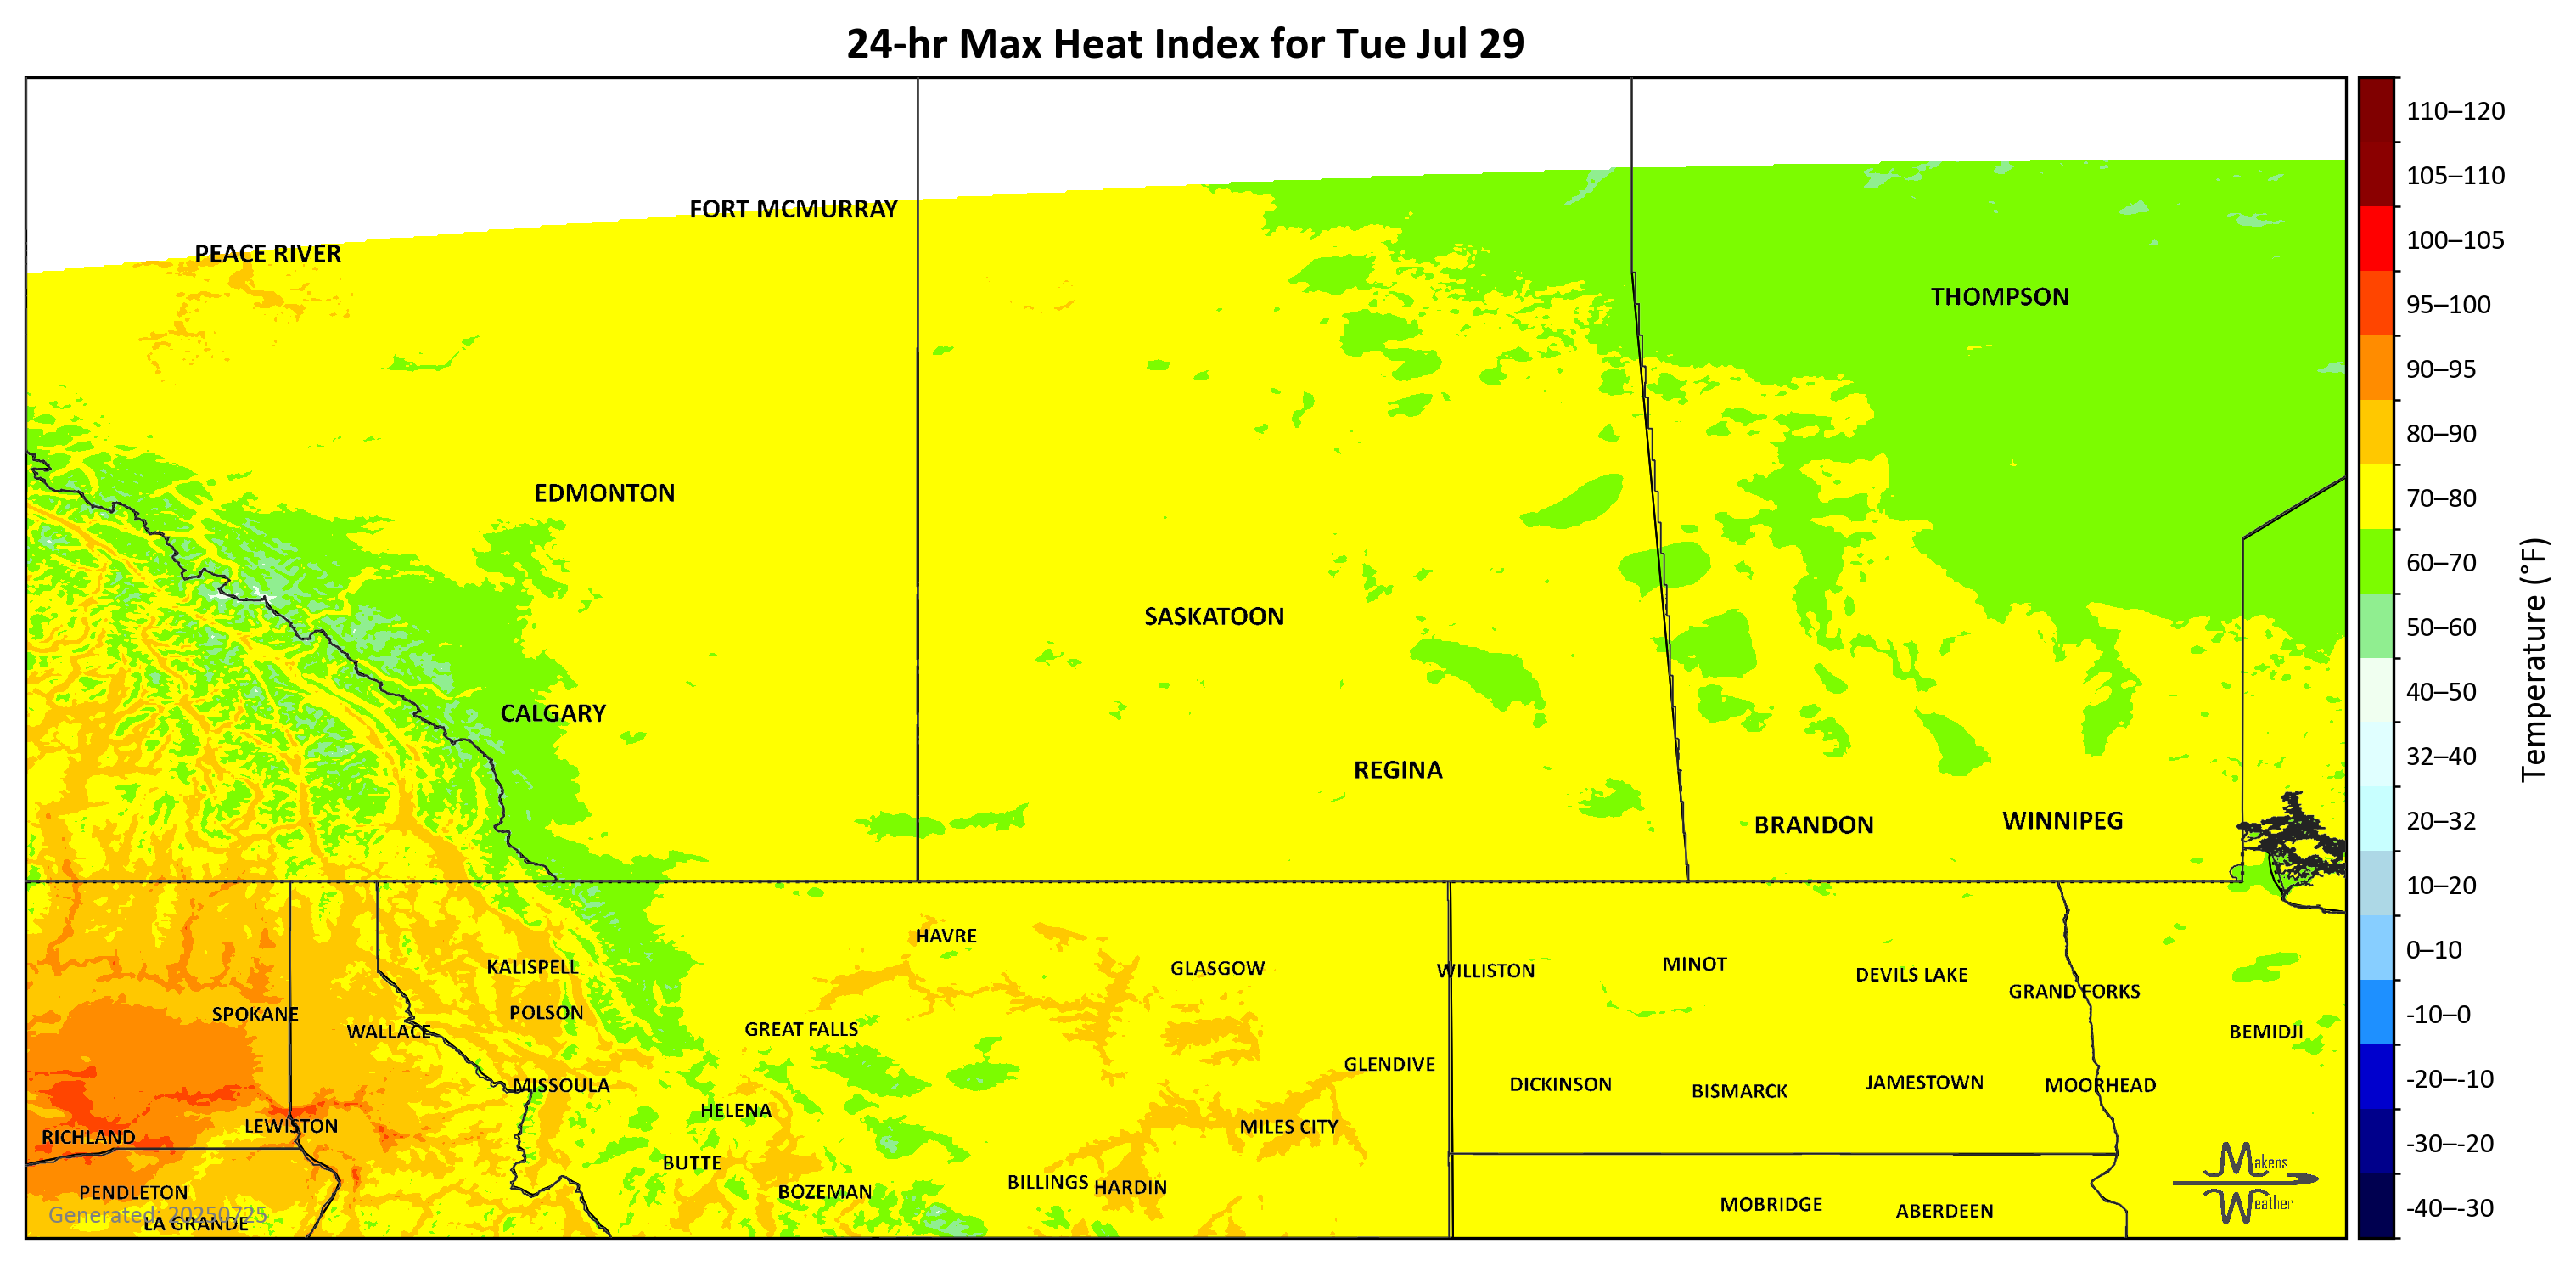 24-hr Max Heat Index for Tue Jul 29
FORT MCMURRAY
PEACE RIVER
THOMPSON
EDMONTON
SASKATOON
CALGARY
REGINA
BRANDON
WINNIPEG
HAVRE
KALISPELL
GLASGOW
WILLISTON
MINOT
DEVILS LAKE
GRAND FORKS
SPOKANE
POLSON
WALLACE
GREAT FALLS
BEMIDJI
GLENDIVE
MISSOULA
DICKINSON
BISMARCK
JAMESTOWN
MOORHEAD
HELENA
LEWISTON
MILES CITY
RICHLAND
BUTTE
BILLINGS
HARDIN
PENDLETON
BOZEMAN
MOBRIDGE
ABERDEEN
Generated: 20250725
LA GRANDE
Makens
Weather
110–120
105–110
100–105
95–100
90–95
80–90
70–80
60–70
50–60
40–50
32–40
20–32
10–20
0–10
-10–0
-20–-10
-30–-20
-40–-30
Temperature (°F)